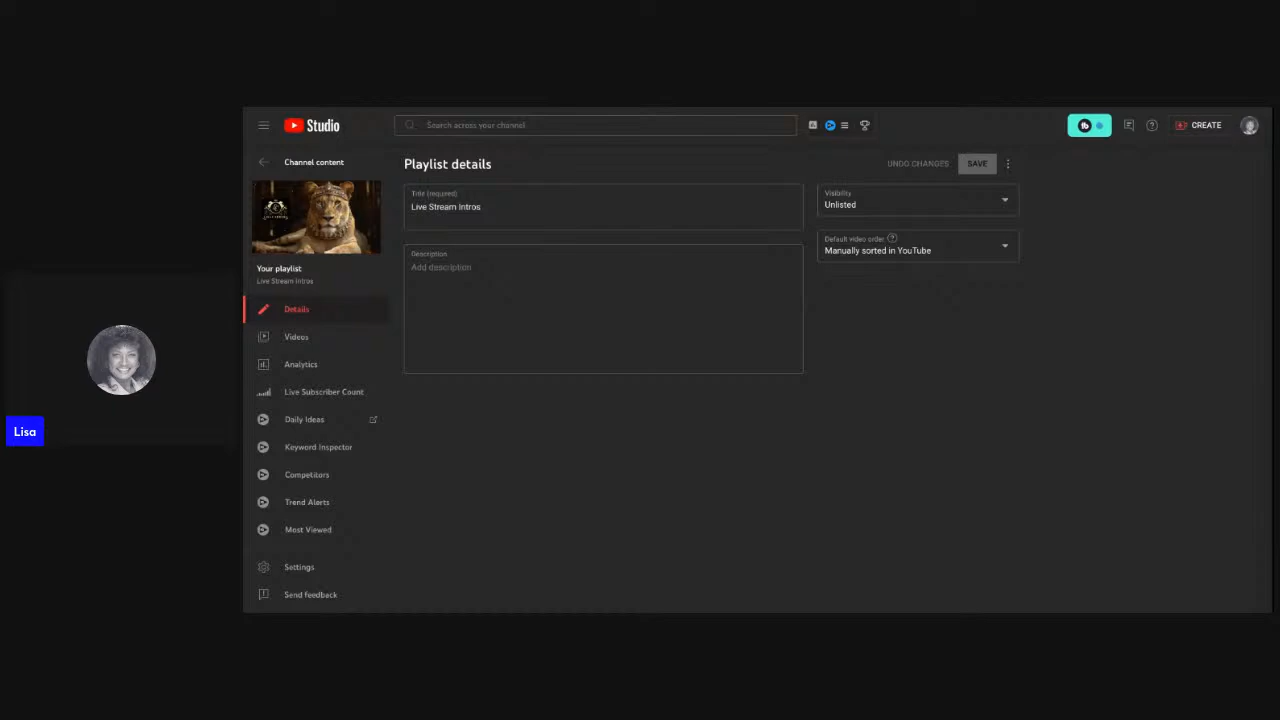 Studio
Search across your channel
CREATE
Channel content
Playlist details
UNDO CHANGES
SAVE
Title (required)
Live Stream Intros
Visibility
Unlisted
Description
Add description
Default video order
Manually sorted in YouTube
Your playlist
Live Stream Intros
Details
Videos
Analytics
Live Subscriber Count
Daily Ideas
Keyword Inspector
Competitors
Trend Alerts
Most Viewed
Settings
Send feedback
Lisa